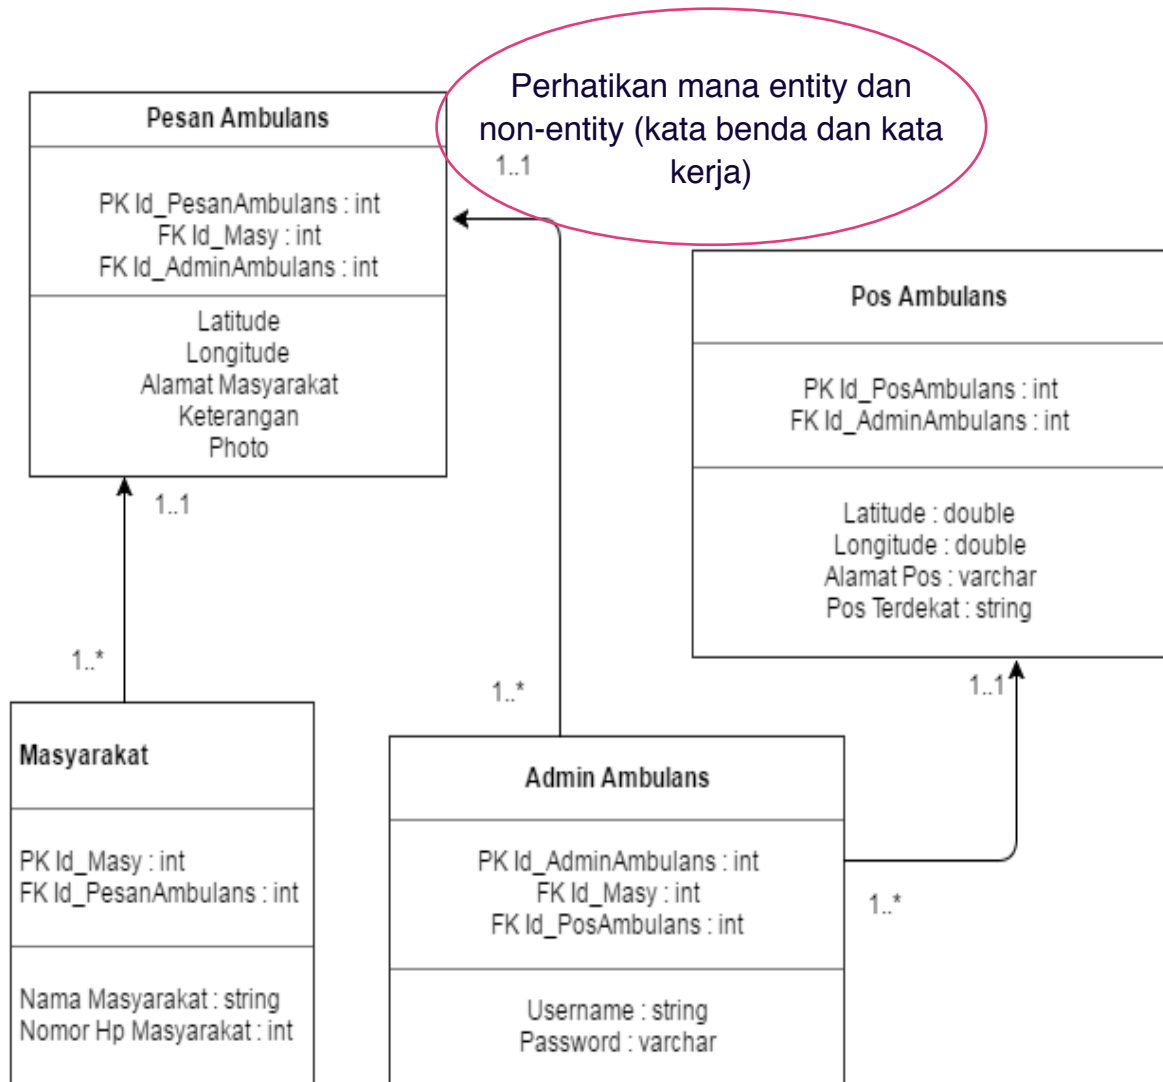 Perhatikan mana entity dan
non-entity (kata benda dan kata
kerja)
Pesan Ambulans
PK Id_PesanAmbulans : int
FK Id_Masy : int
FK Id_AdminAmbulans : int
Latitude
Longitude
Alamat Masyarakat
Keterangan
Photo
1..1
1..1
1..*
1..*
Pos Ambulans
PK Id_PosAmbulans : int
FK Id_AdminAmbulans : int
Latitude : double
Longitude : double
Alamat Pos : varchar
Pos Terdekat : string
1..1
1..*
Masyarakat
PK Id_Masy : int
FK Id_PesanAmbulans : int
Nama Masyarakat : string
Nomor Hp Masyarakat : int
Admin Ambulans
PK Id_AdminAmbulans : int
FK Id_Masy : int
FK Id_PosAmbulans : int
Username : string
Password : varchar